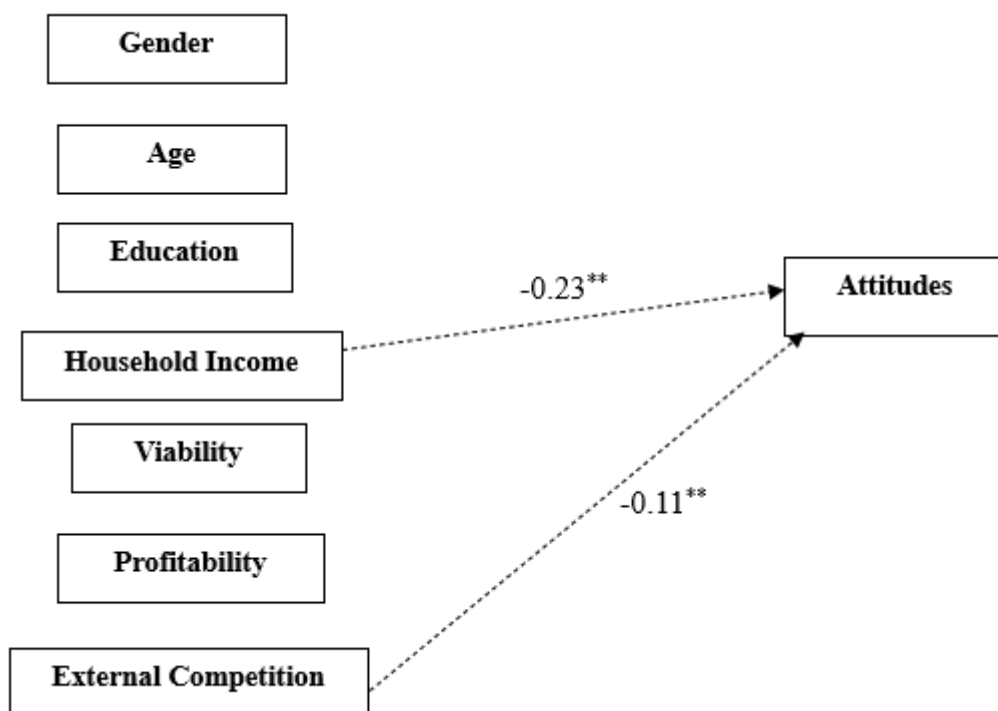 Gender
Age
Education
-0.23**
Attitudes
Household Income
Viability
-0.11**
Profitability
External Competition